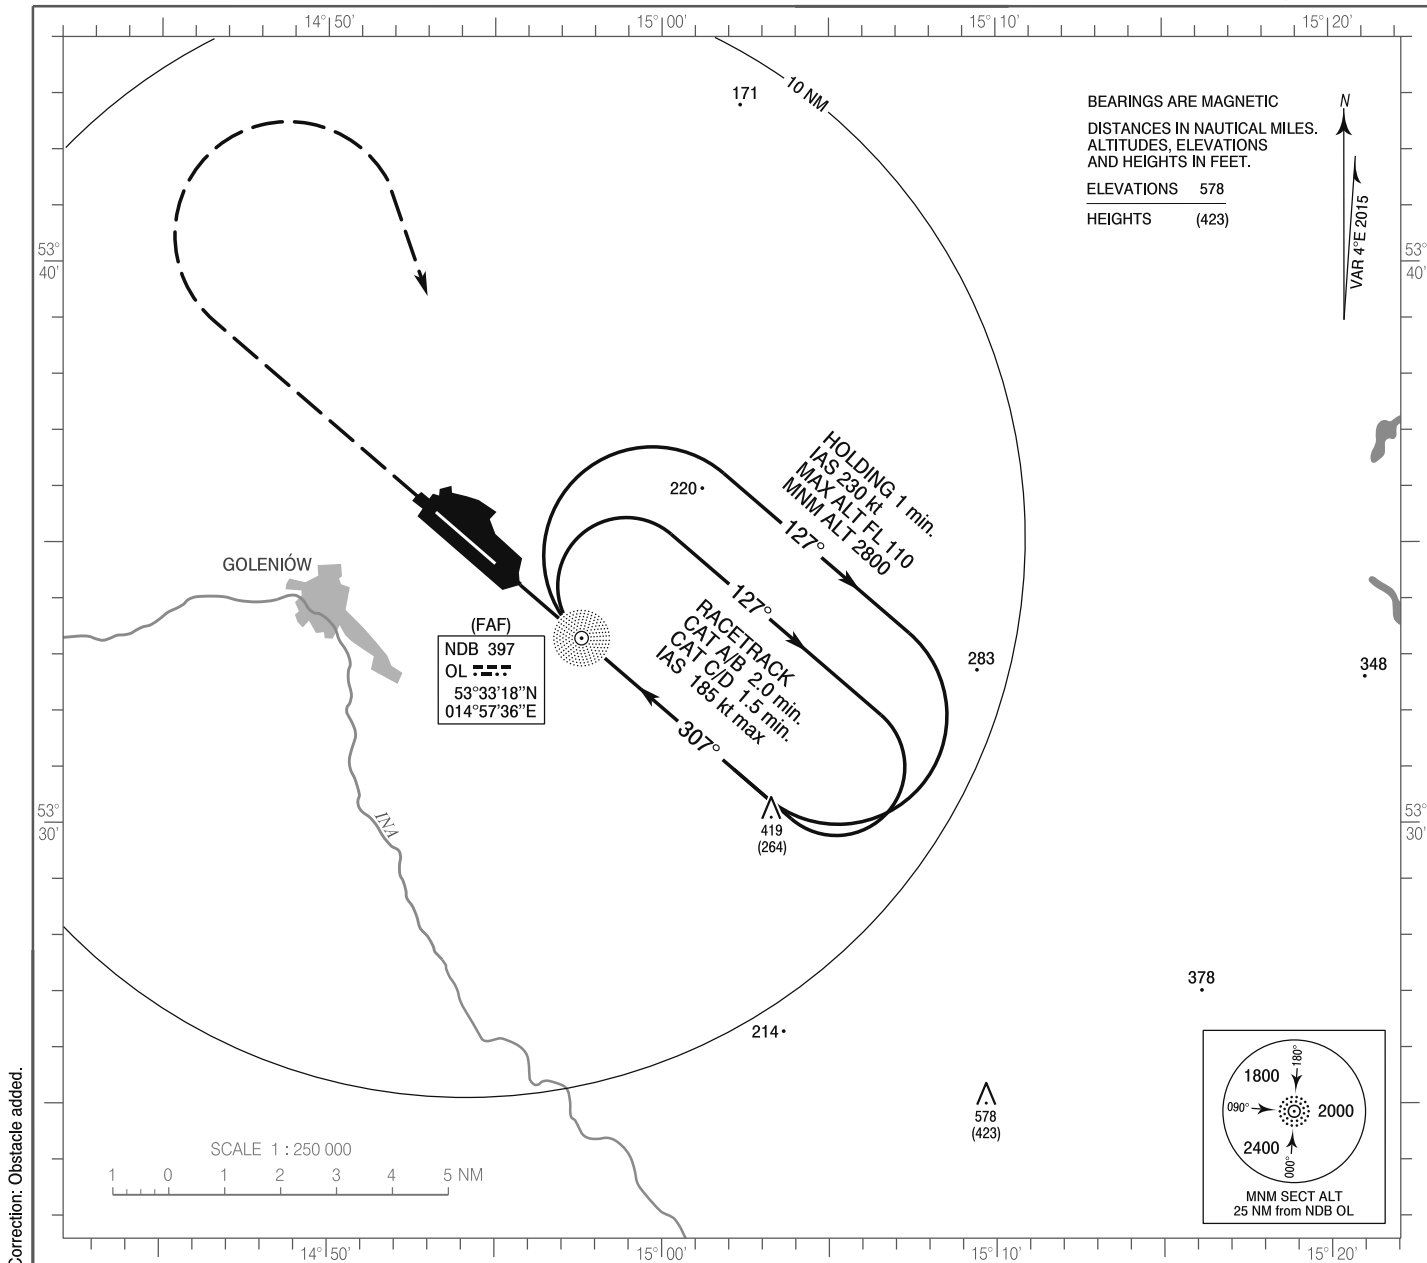 14°50’ 15°00’ 15°10’ 15°20’
10 NM
171
BEARINGS ARE MAGNETIC
DISTANCES IN NAUTICAL MILES.
ALTITUDES, ELEVATIONS
AND HEIGHTS IN FEET.
ELEVATIONS 578
HEIGHTS (423)
N
VAR 4°E 2015
53°
40’
53°
40’
HOLDING 1 min.
IAS 230 kt
MAX ALT FL 110
MNM ALT 2800
127°
220
GOLENIÓW
127°
RACETRACK
CAT A/B 2.0 min.
CAT C/D 1.5 min.
IAS 185 kt max
307°
(FAF)
NDB 397
OL
53°33’18’’N
014°57’36’’E
283
348
53°
30’
53°
30’
INA
419
(264)
378
214
578
(423)
1800
180°
090°
2000
2400
000°
MNM SECT ALT
25 NM from NDB OL
SCALE 1 : 250 000
1 0 1 2 3 4 5 NM
Correction: Obstacle added.
14°50’ 15°00’ 15°10’ 15°20’